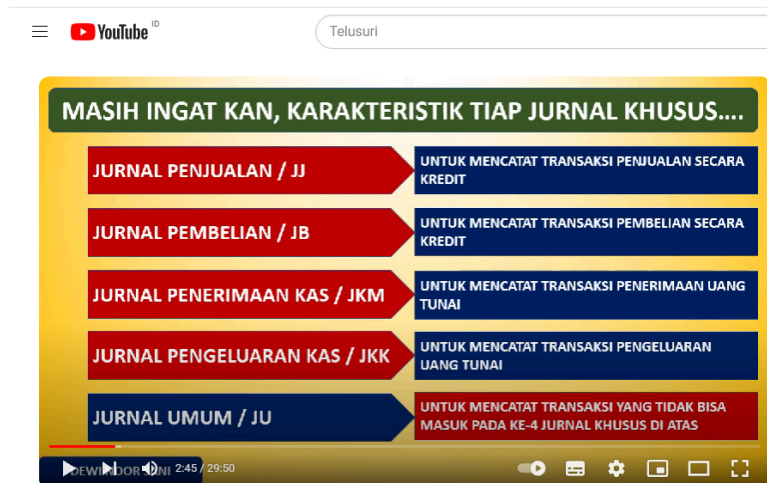 YouTube ID
Telusuri
MASIH INGAT KAN, KARAKTERISTIK TIAP JURNAL KHUSUS....
JURNAL PENJUALAN / JJ
UNTUK MENCATAT TRANSAKSI PENJUALAN SECARA
KREDIT
JURNAL PEMBELIAN / JB
UNTUK MENCATAT TRANSAKSI PEMBELIAN SECARA
KREDIT
JURNAL PENERIMAAN KAS / JKM
UNTUK MENCATAT TRANSAKSI PENERIMAAN UANG
TUNAI
JURNAL PENGELUARAN KAS / JKK
UNTUK MENCATAT TRANSAKSI PENGELUARAN
UANG TUNAI
JURNAL UMUM / JU
UNTUK MENCATAT TRANSAKSI YANG TIDAK BISA
MASUK PADA KE-4 JURNAL KHUSUS DI ATAS
2:45 / 29:50